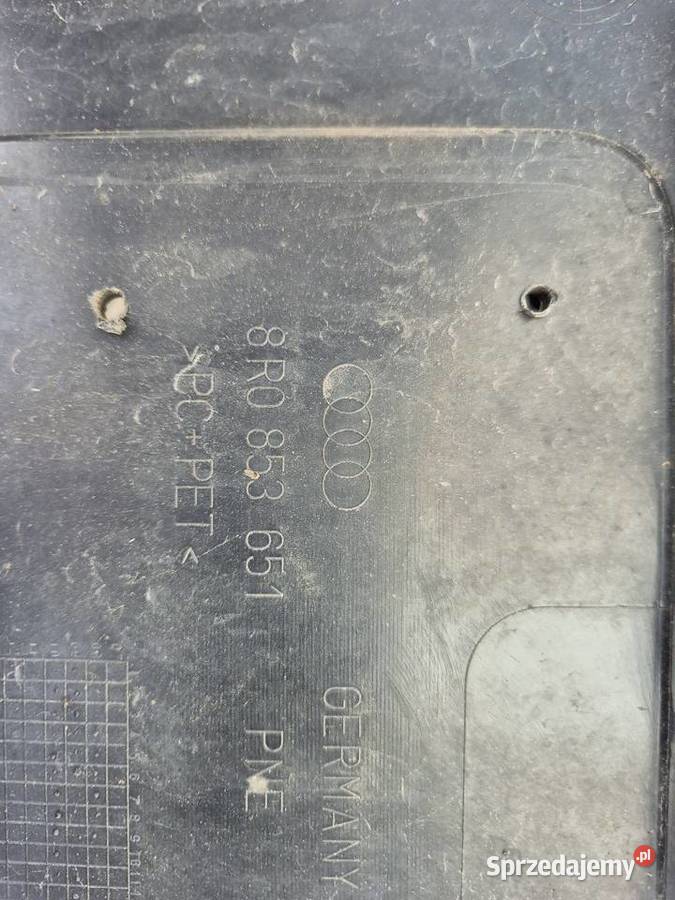 GERMANY
8R0 853 651 PNE
>PC+PET<
Sprzedajemy.pl